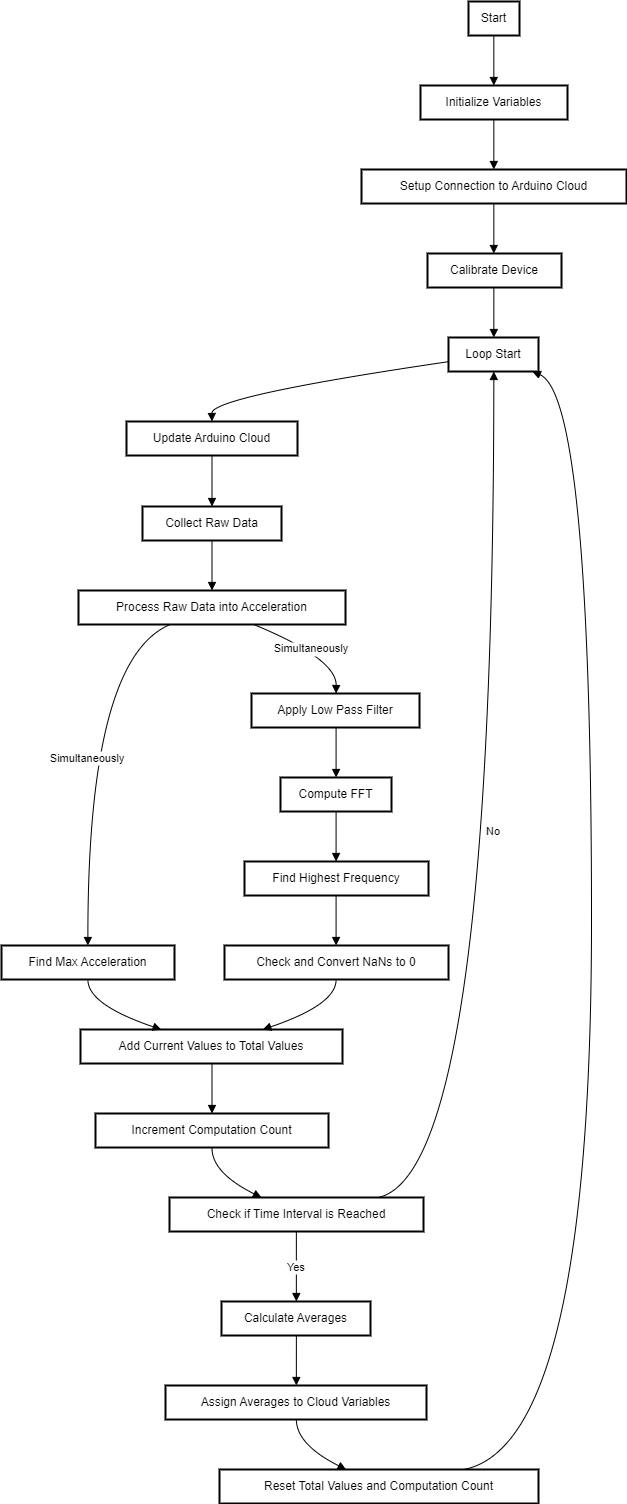 Start
Initialize Variables
Setup Connection to Arduino Cloud
Calibrate Device
Loop Start
Update Arduino Cloud
Collect Raw Data
Process Raw Data into Acceleration
Simultaneously
Apply Low Pass Filter
Simultaneously
Compute FFT
No
Find Highest Frequency
Find Max Acceleration
Check and Convert NaNs to 0
Add Current Values to Total Values
Increment Computation Count
Check if Time Interval is Reached
Yes
Calculate Averages
Assign Averages to Cloud Variables
Reset Total Values and Computation Count